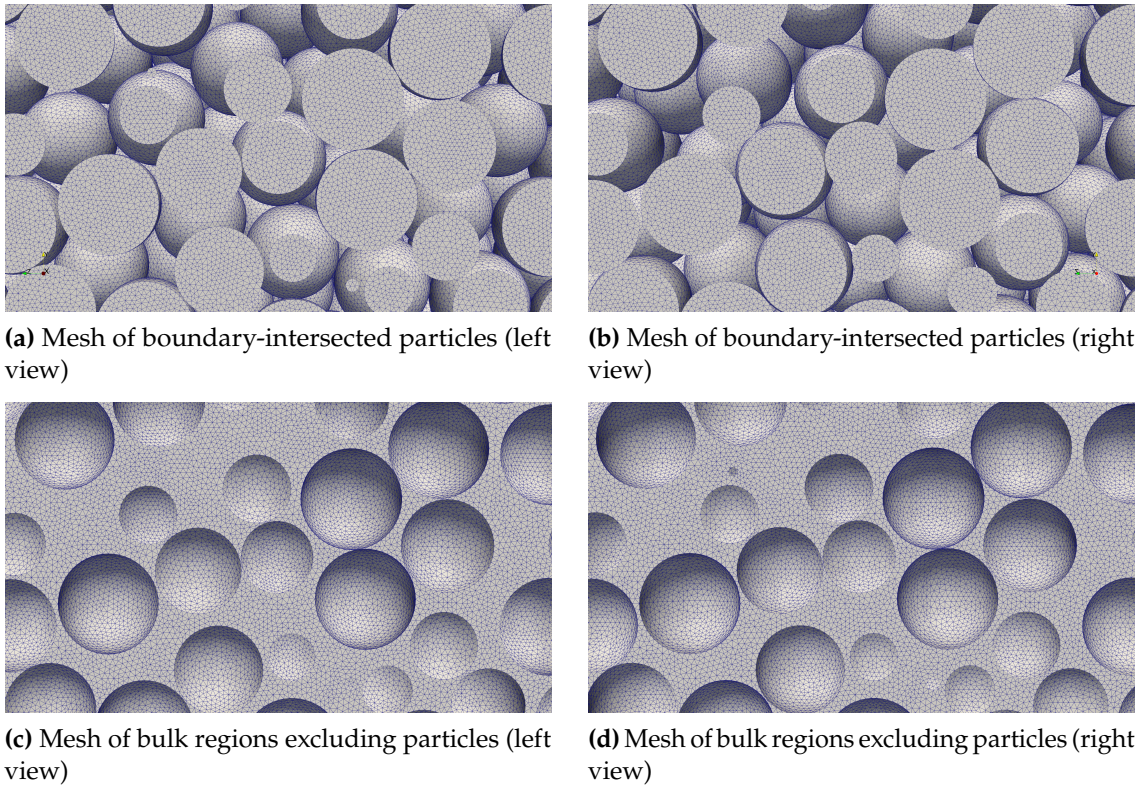 (a) Mesh of boundary-intersected particles (left
view)
(b) Mesh of boundary-intersected particles (right
view)
(c) Mesh of bulk regions excluding particles (left
view)
(d) Mesh of bulk regions excluding particles (right
view)